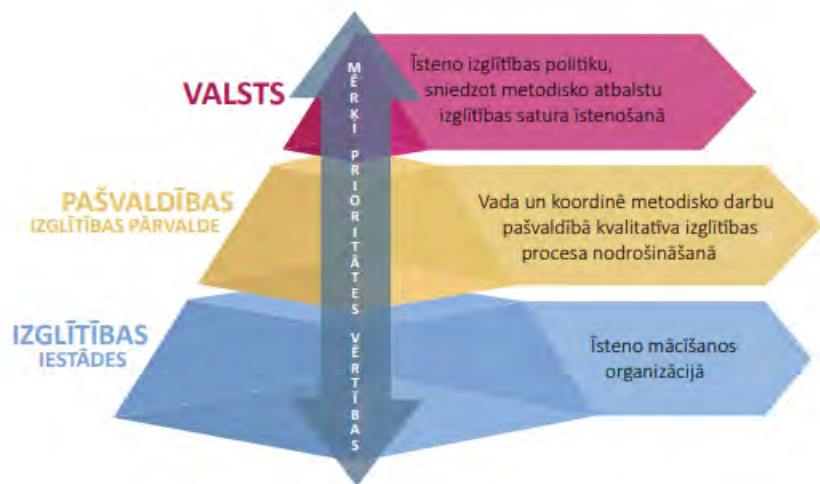 VALSTS
Īsteno izglītības politiku,
sniedzot metodisko atbalstu
izglītības satura īstenošanā
PAŠVALDĪBAS
IZGLĪTĪBAS PĀRVALDE
Vada un koordinē metodisko darbu
pašvaldībā kvalitatīva izglītības
procesa nodrošināšanā
IZGLĪTĪBAS
IESTĀDES
Īsteno mācīšanos
organizācijā
MĒRĶI PRIORITĀTES VĒRTĪBAS